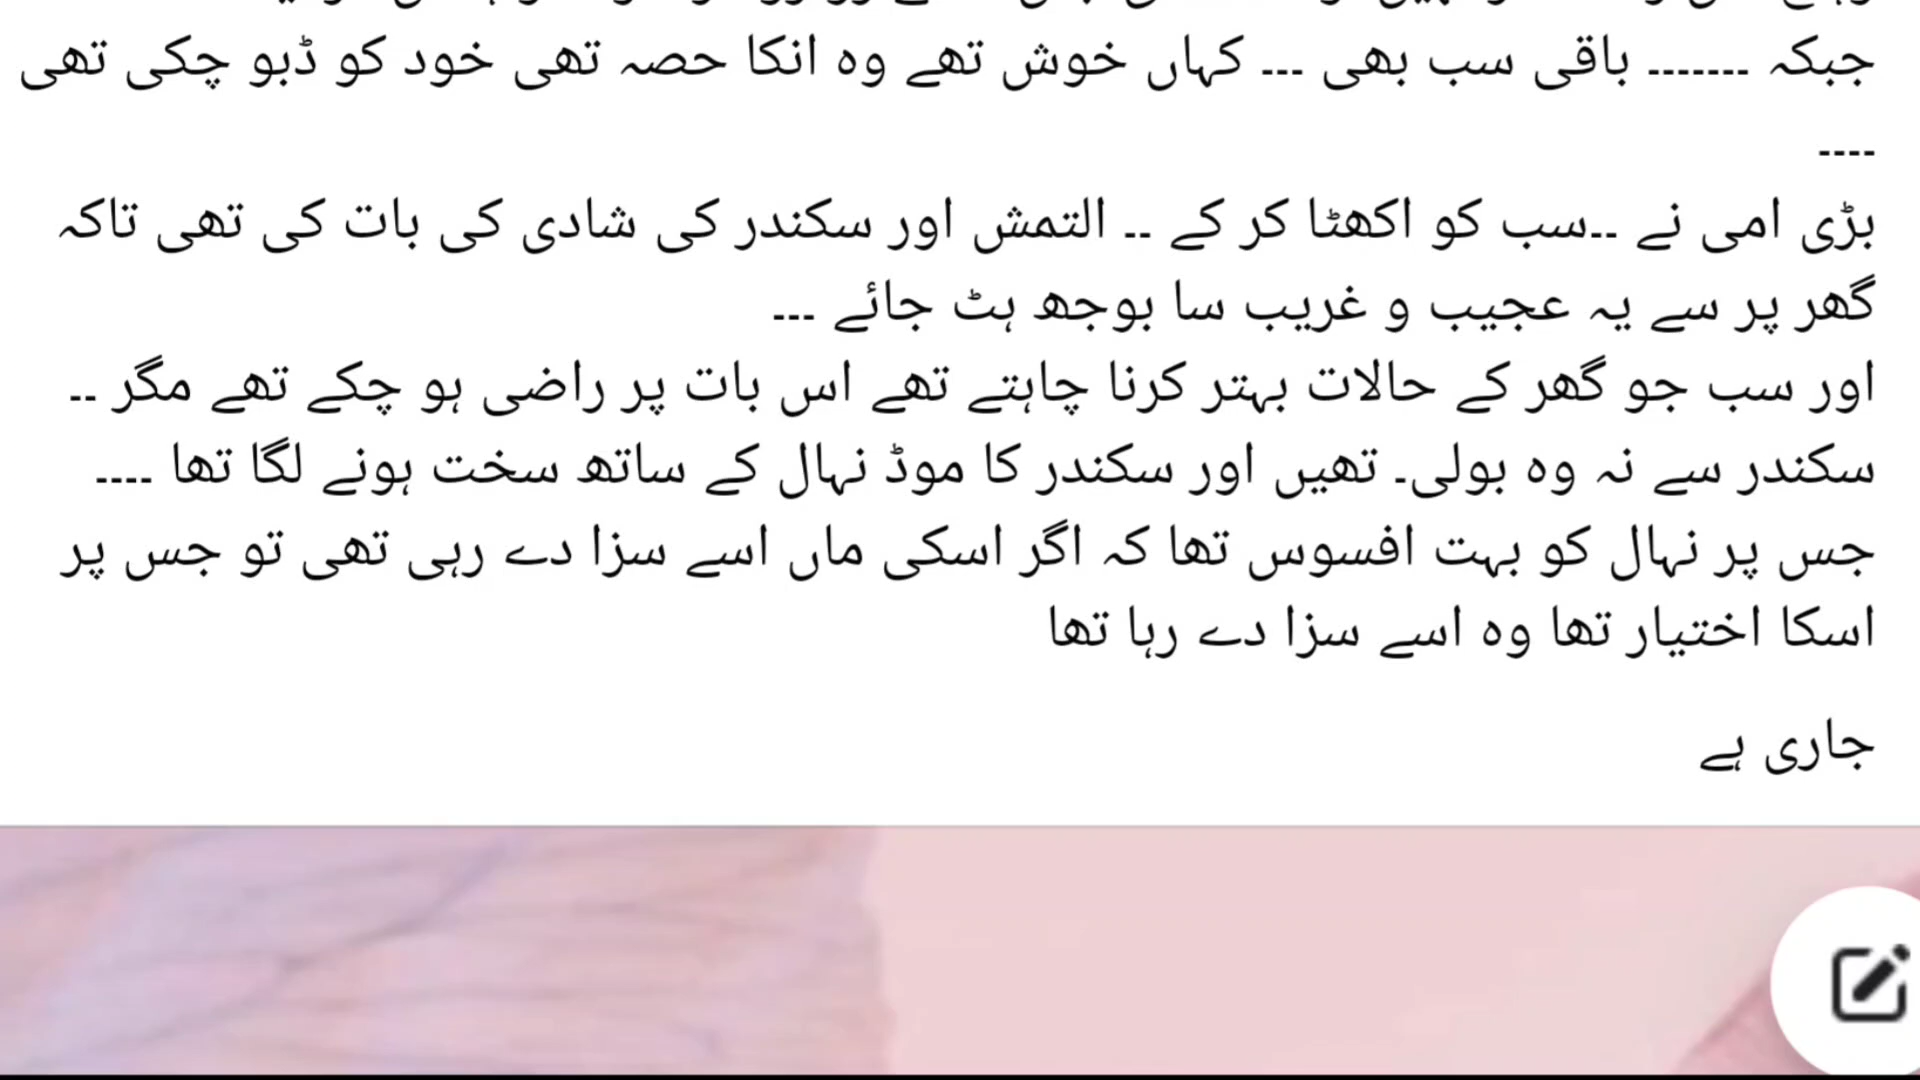 جبکہ ------- باقی سب بھی --- کہاں خوش تھے وہ انکا حصہ تھی خود کو ڈبو چکی تھی
----
بڑی امی نے --سب کو اکھٹا کر کے -- التمش اور سکندر کی شادی کی بات کی تھی تاکہ
گھر پر سے یہ عجیب و غریب سا بوجھ ہٹ جائے ---
اور سب جو گھر کے حالات بہتر کرنا چاہتے تھے اس بات پر راضی ہو چکے تھے مگر --
سکندر سے نہ وہ بولی۔ تھیں اور سکندر کا موڈ نہال کے ساتھ سخت ہونے لگا تھا ----
جس پر نہال کو بہت افسوس تھا کہ اگر اسکی ماں اسے سزا دے رہی تھی تو جس پر
اسکا اختیار تھا وہ اسے سزا دے رہا تھا
جاری ہے